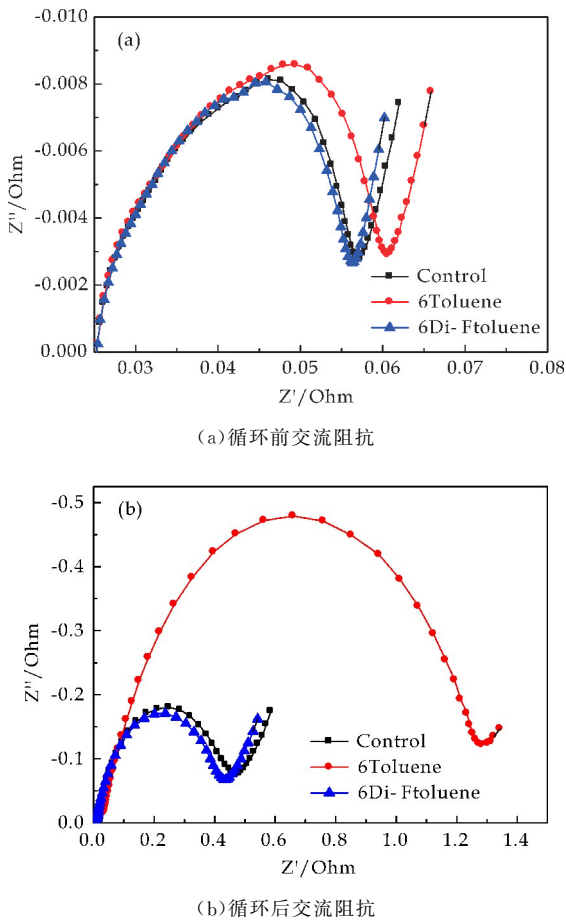 (a)
-0.010
-0.008
-0.006
-0.004
-0.002
0.000
Z''/Ohm
Control
6Toluene
6Di- Ftoluene
0.03 0.04 0.05 0.06 0.07 0.08
Z'/Ohm
(a)循环前交流阻抗
(b)
-0.5
-0.4
-0.3
-0.2
-0.1
0.0
Z''/Ohm
Control
6Toluene
6Di- Ftoluene
0.0 0.2 0.4 0.6 0.8 1.0 1.2 1.4
Z'/Ohm
(b)循环后交流阻抗